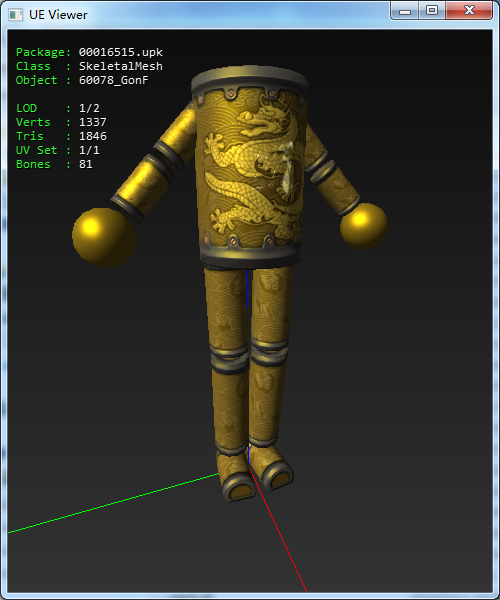 UE Viewer
Package: 00016515.upk
Class : SkeletalMesh
Object : 60078_GonF
LOD : 1/2
Verts : 1337
Tris : 1846
UV Set : 1/1
Bones : 81